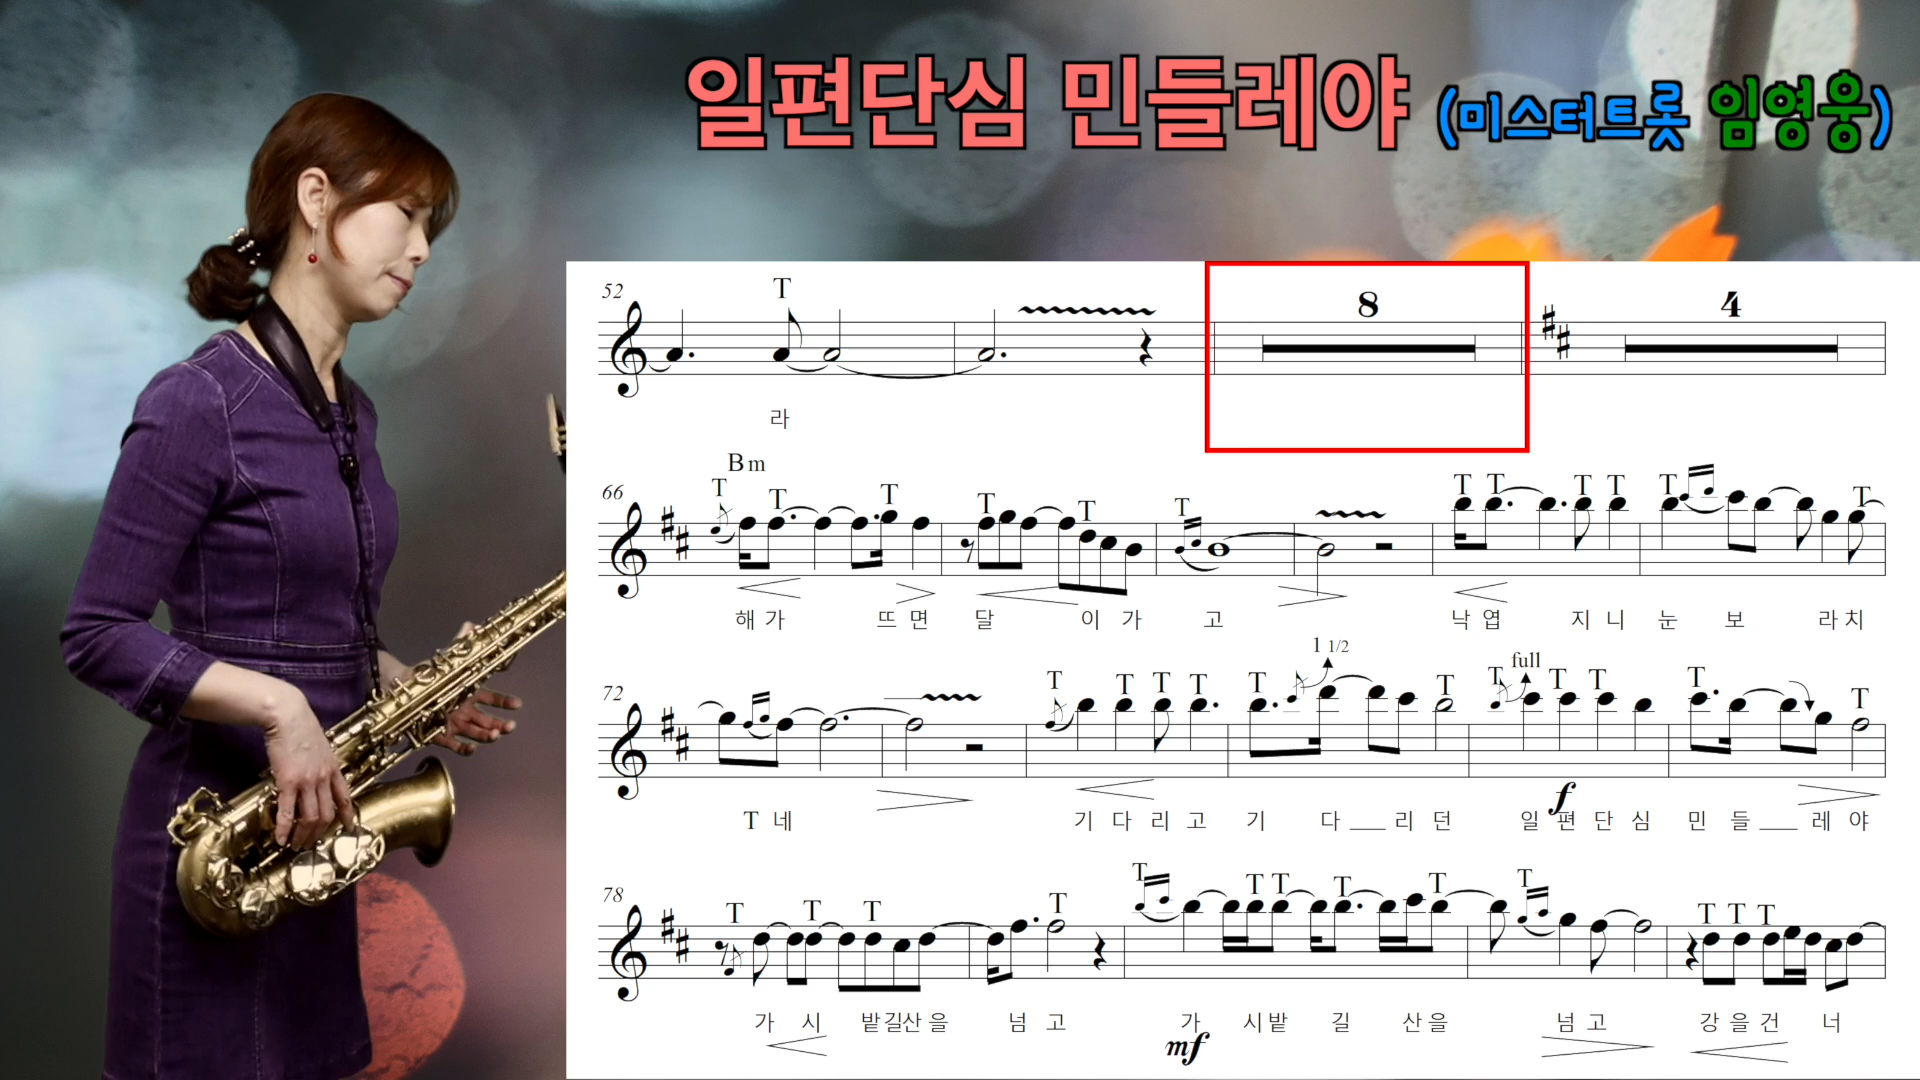 일편단심 민들레야 (미스터트롯 임영웅)
52 T 8 4
라
Bm
66 T T T T T T T T T T T T
해 가 뜨 면 달 이 가 고 낙 엽 지 니 눈 보 라 치
1 1/2 full
72 T T T T T T T T T T T
f
T 네 기 다 리 고 기 다 리 던 일 편 단 심 민 들 레 야
78 T T T T T T T T T T T T T
가 시 밭 길 산 을 넘 고 가 시 밭 길 산 을 넘 고 강 을 건 너
mf